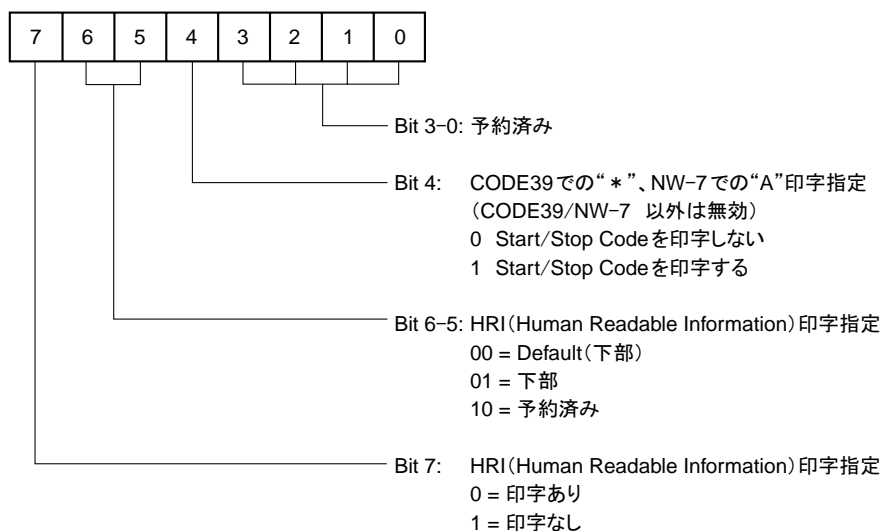 7 6 5 4 3 2 1 0
Bit 3-0: 予約済み
Bit 4: CODE39での“*”、NW-7での“A”印字指定
(CODE39/NW-7 以外は無効)
0 Start/Stop Codeを印字しない
1 Start/Stop Codeを印字する
Bit 6-5: HRI(Human Readable Information)印字指定
00 = Default(下部)
01 = 下部
10 = 予約済み
Bit 7: HRI(Human Readable Information)印字指定
0 = 印字あり
1 = 印字なし